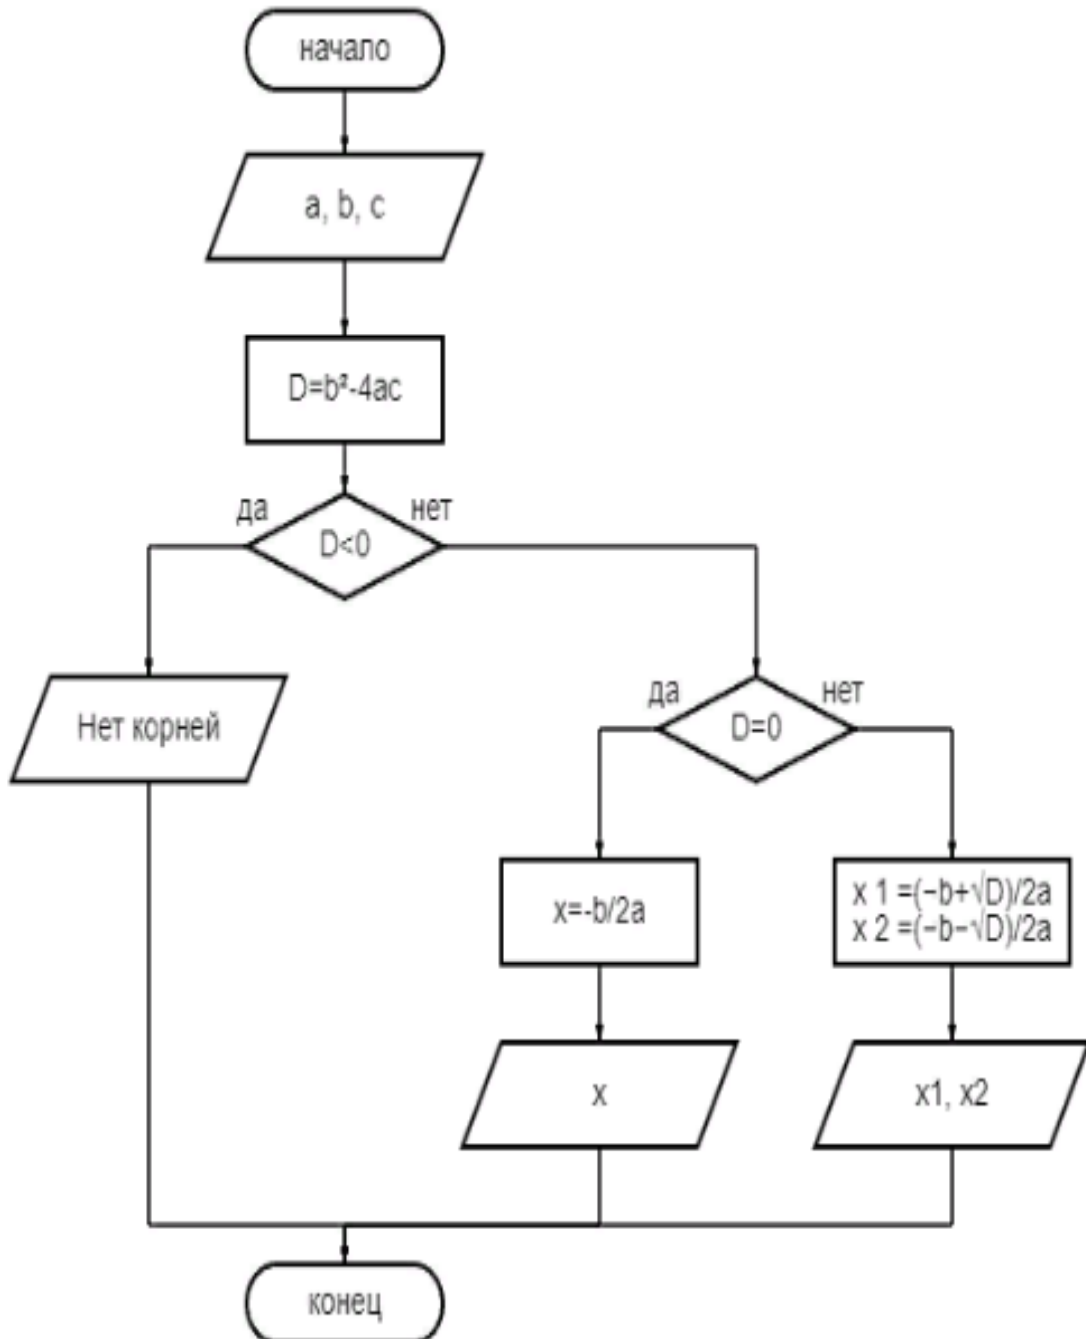 начало
a, b, c
D=b²-4ac
да
нет
D<0
Нет корней
да
нет
D=0
x=-b/2a
x 1 =(−b+√D)/2a
x 2 =(−b−√D)/2a
x
x1, x2
конец